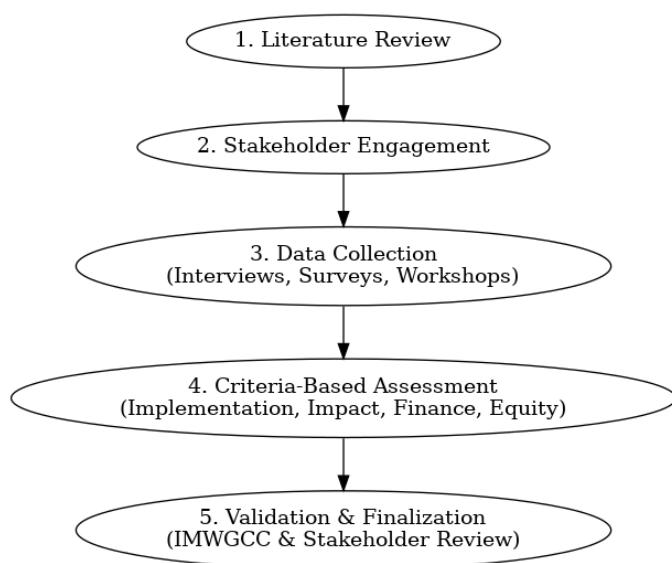 1. Literature Review
2. Stakeholder Engagement
3. Data Collection
(Interviews, Surveys, Workshops)
4. Criteria-Based Assessment
(Implementation, Impact, Finance, Equity)
5. Validation & Finalization
(IMWGCC & Stakeholder Review)